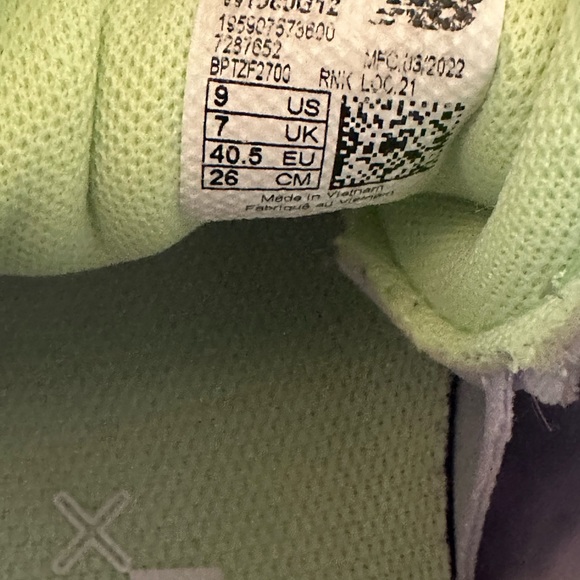 195907573600
7287652
MFG.03/2022
BPTZF2700 RNK LOC.21
9 US
7 UK
40.5 EU
26 CM
Made in Vietnam
Fabriqué au Vietnam